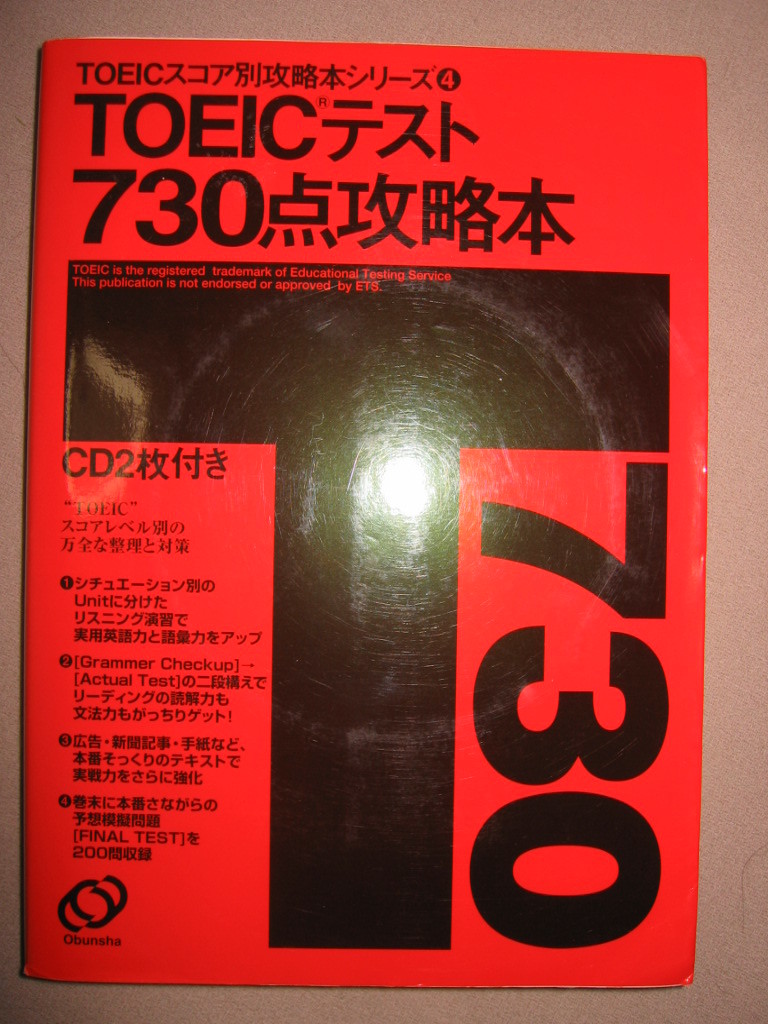 TOEICスコア別攻略本シリーズ❹
TOEIC®テスト
730点攻略本
TOEIC is the registered trademark of Educational Testing Service
This publication is not endorsed or approved by ETS.
CD2枚付き
“TOEIC”
スコアレベル別の
万全な整理と対策
❶シチュエーション別の
Unitに分けた
リスニング演習で
実用英語力と語彙力をアップ
❷[Grammer Checkup]→
[Actual Test]の二段構えで
リーディングの読解力も
文法力もがっちりゲット!
❸広告・新聞記事・手紙など、
本番そっくりのテキストで
実戦力をさらに強化
❹巻末に本番さながらの
予想模擬問題
[FINAL TEST]を
200問収録
Obunsha
T
730